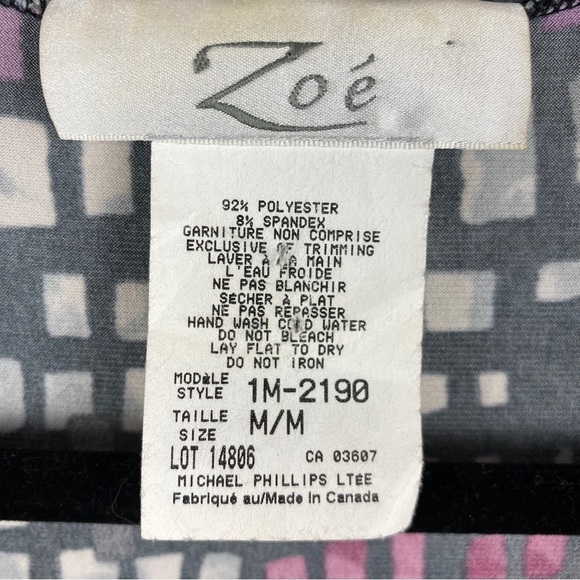 Zoé
92% POLYESTER
8% SPANDEX
GARNITURE NON COMPRISE
EXCLUSIVE OF TRIMMING
LAVER À LA MAIN
L'EAU FROIDE
NE PAS BLANCHIR
SÉCHER À PLAT
NE PAS REPASSER
HAND WASH COLD WATER
DO NOT BLEACH
LAY FLAT TO DRY
DO NOT IRON
MODèLE
STYLE 1M-2190
TAILLE
SIZE M/M
LOT 14806 CA 03607
MICHAEL PHILLIPS LTÉE
Fabriqué au/Made in Canada